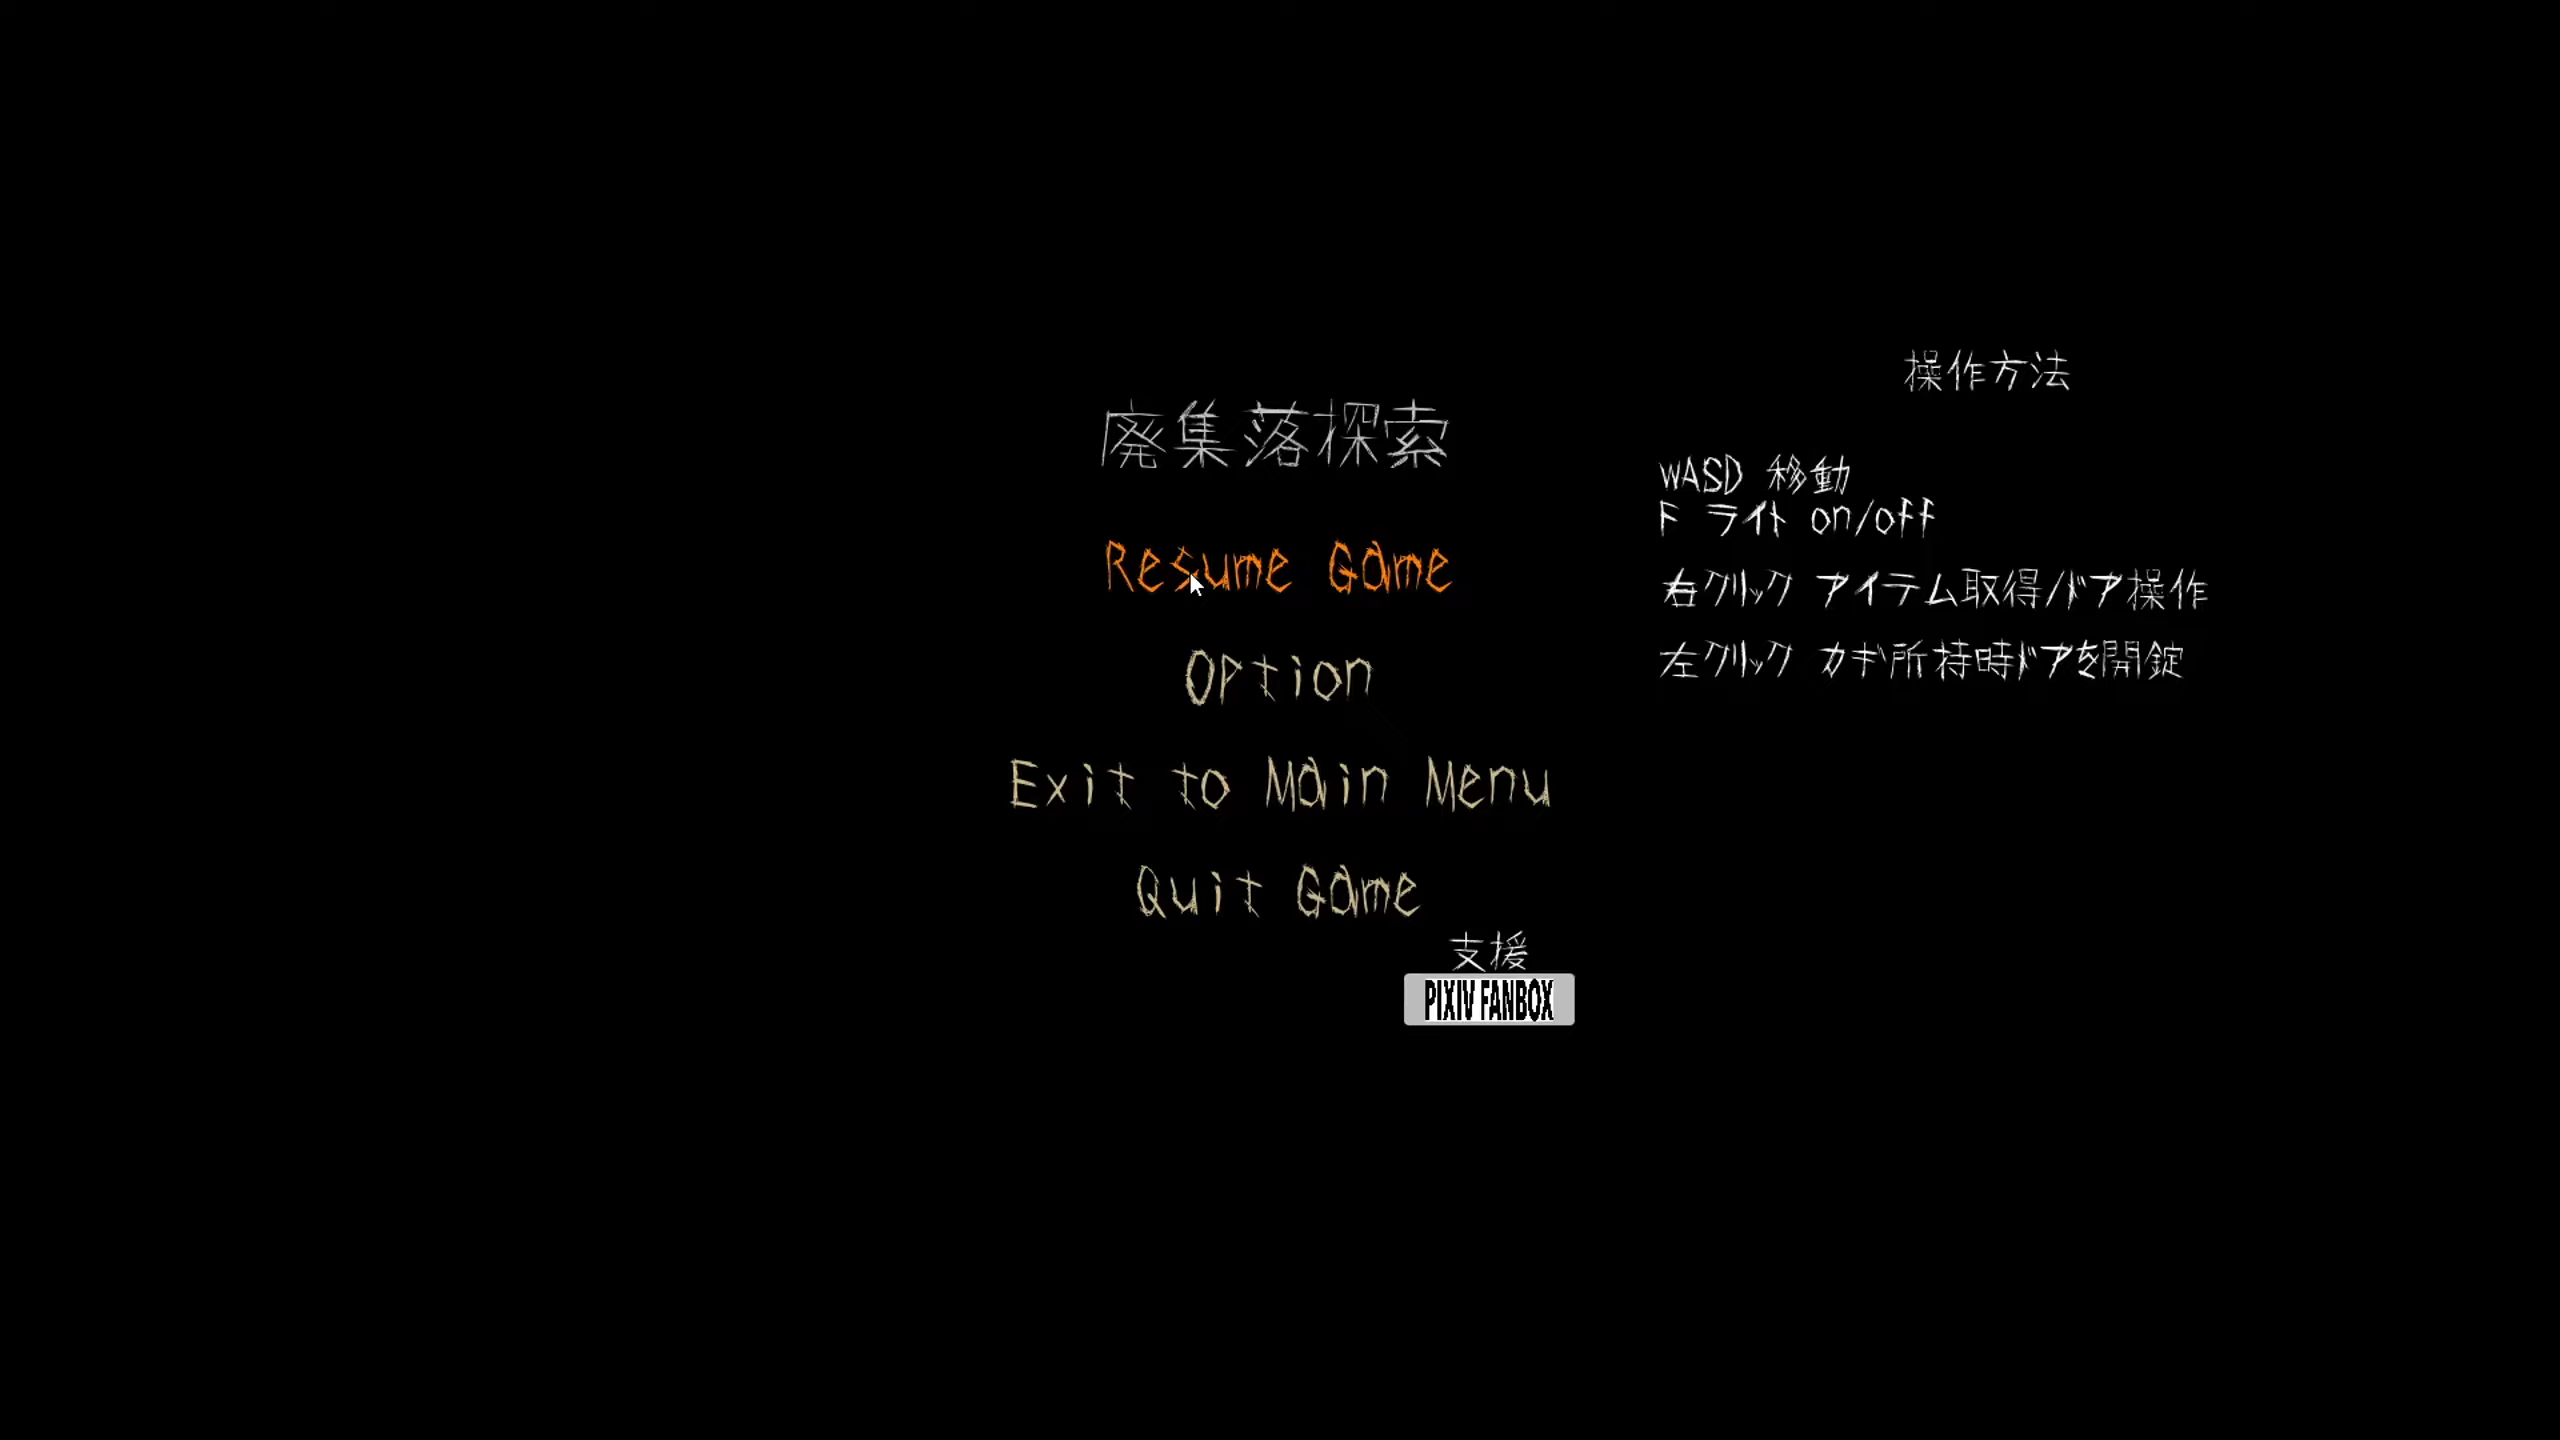 廃集落探索
Resume Game
Option
Exit to Main Menu
Quit Game
支援
PIXIV FANBOX
操作方法
WASD 移動
F ライト on/off
右クリック アイテム取得/ドア操作
左クリック カギ所持時ドアを開錠